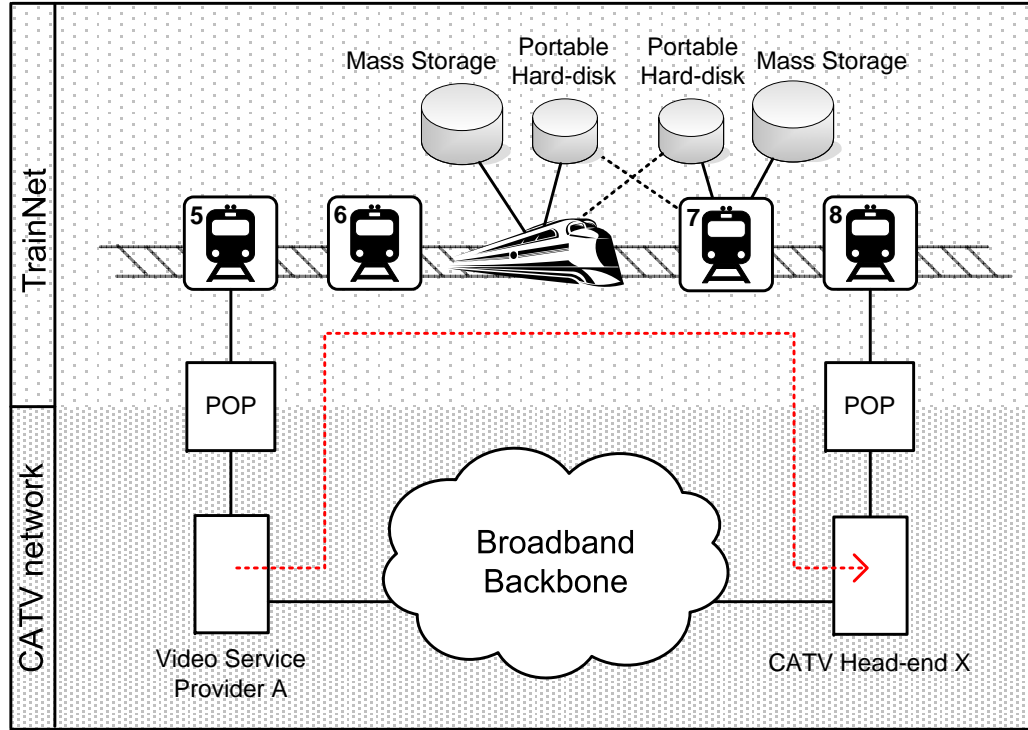 Mass Storage
Portable
Hard-disk
Portable
Hard-disk
Mass Storage
TrainNet
5
6
7
8
POP
POP
CATV network
Broadband
Backbone
Video Service
Provider A
CATV Head-end X